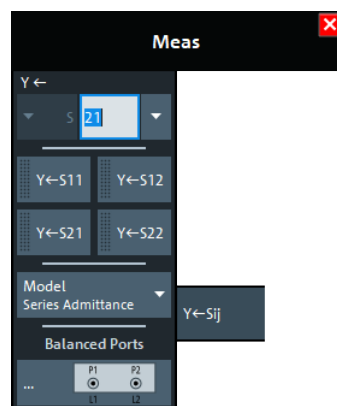 Meas
Y ←
S 21
Y←S11 Y←S12
Y←S21 Y←S22
Model
Series Admittance
Y←Sij
Balanced Ports
P1 P2
...
L1 L2